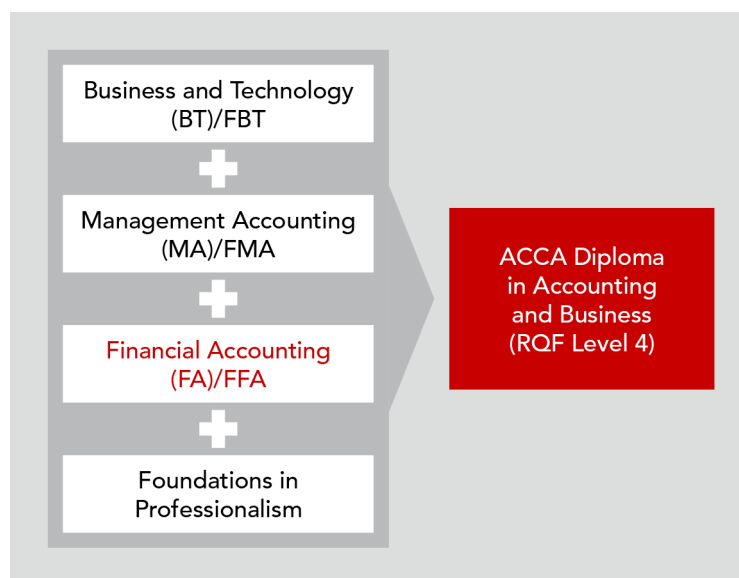 Business and Technology
(BT)/FBT
Management Accounting
(MA)/FMA
Financial Accounting
(FA)/FFA
Foundations in
Professionalism
ACCA Diploma
in Accounting
and Business
(RQF Level 4)